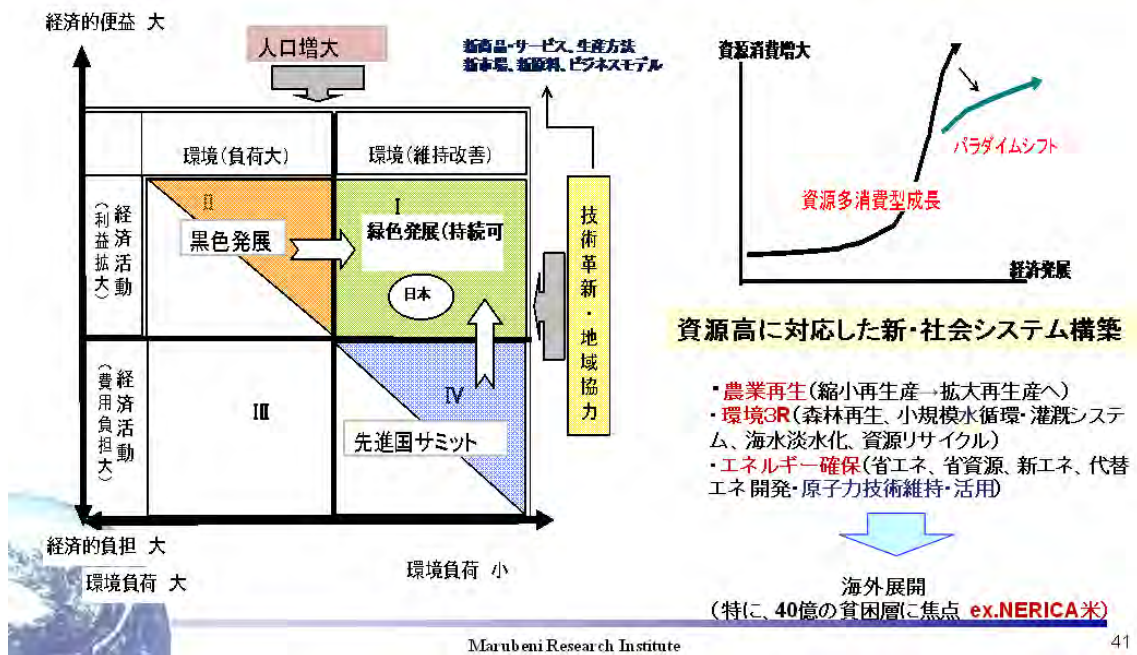 経済的便益 大
人口増大
新商品・サービス、生産方法
新市場、新原料、ビジネスモデル
環境(負荷大)
環境(維持改善)
経済活動
(利益拡大)
II
黒色発展
I
緑色発展(持続可
日本
経済活動
(費用負担大)
III
IV
先進国サミット
技術革新・地域協力
経済的負担 大
環境負荷 大
環境負荷 小
資源消費増大
パラダイムシフト
資源多消費型成長
経済発展
資源高に対応した新・社会システム構築
・農業再生(縮小再生産→拡大再生産へ)
・環境3R(森林再生、小規模水循環・灌漑システ
ム、海水淡水化、資源リサイクル)
・エネルギー確保(省エネ、省資源、新エネ、代替
エネ開発・原子力技術維持・活用)
海外展開
(特に、40億の貧困層に焦点 ex.NERICA米)
Marubeni Research Institute
41